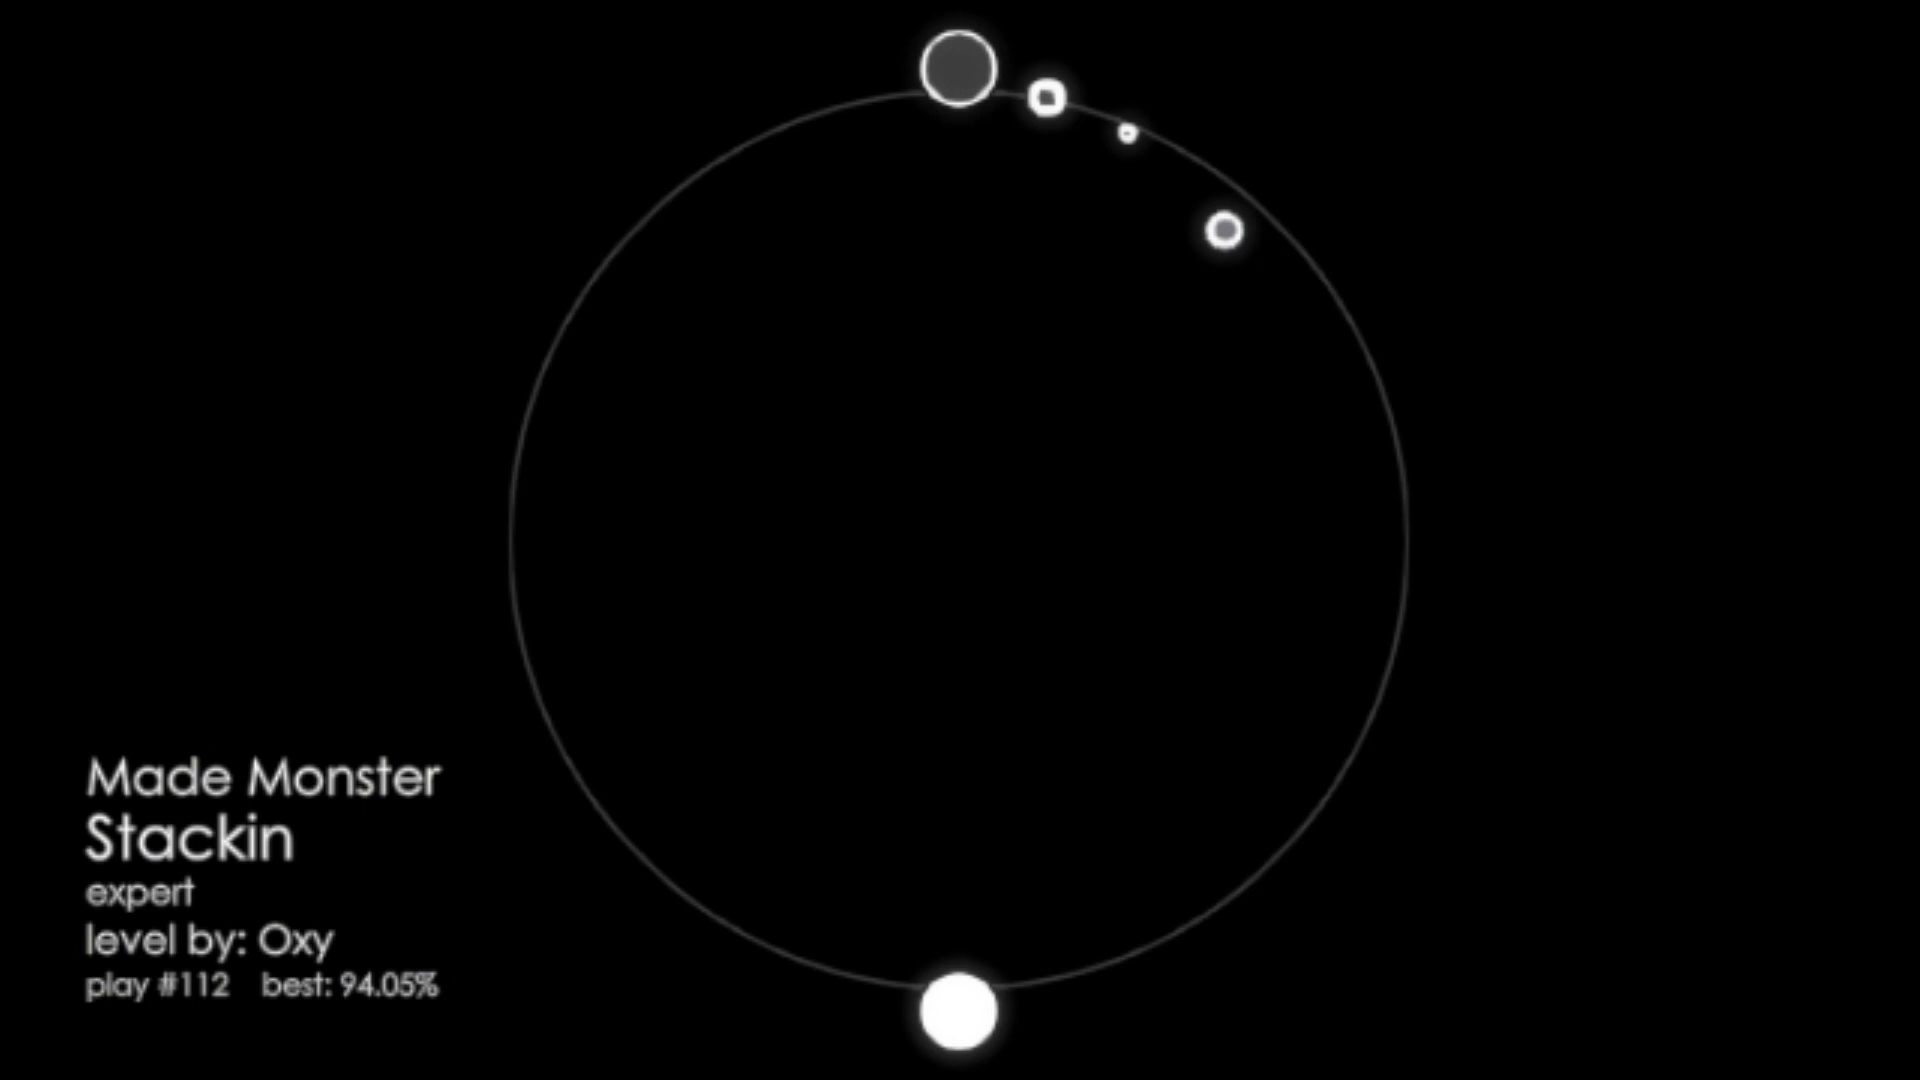 Made Monster
Stackin
expert
level by: Oxy
play #112 best: 94.05%